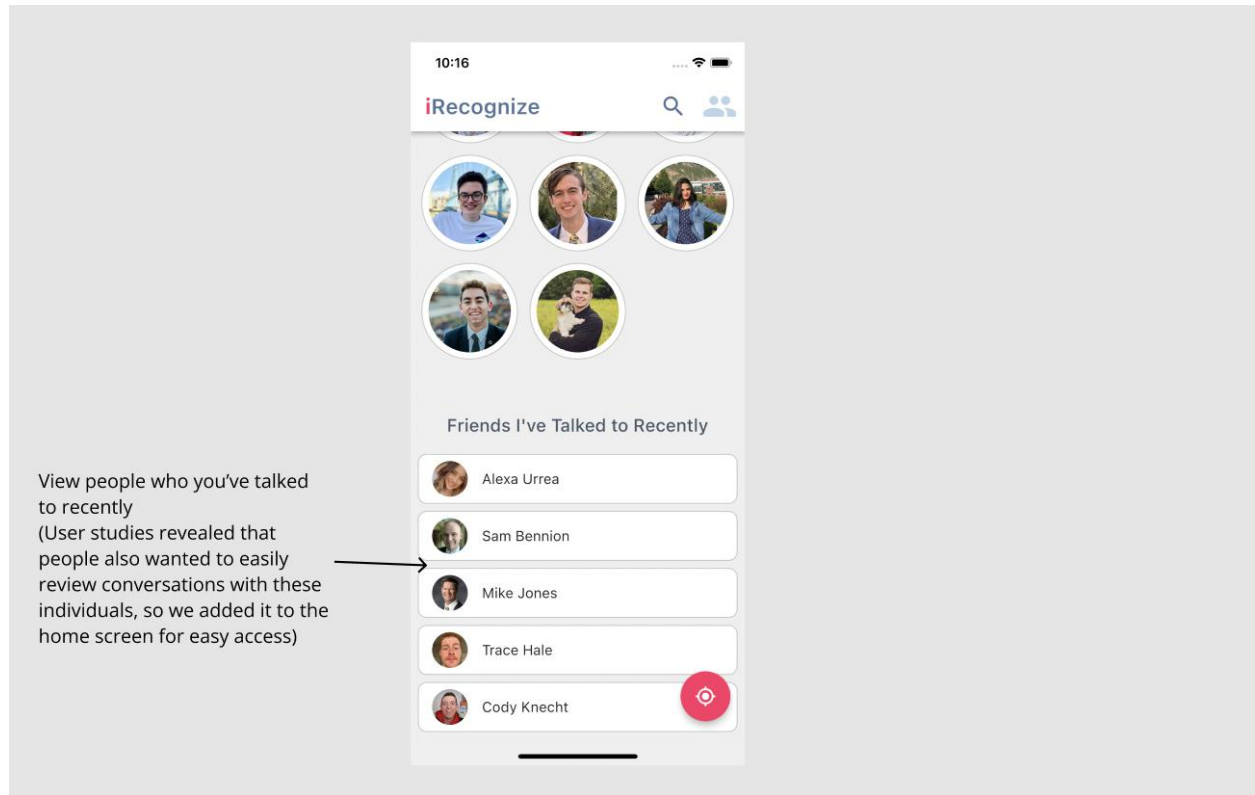 10:16
iRecognize
Friends I've Talked to Recently
Alexa Urrea
Sam Bennion
Mike Jones
Trace Hale
Cody Knecht
View people who you’ve talked
to recently
(User studies revealed that
people also wanted to easily
review conversations with these
individuals, so we added it to the
home screen for easy access)